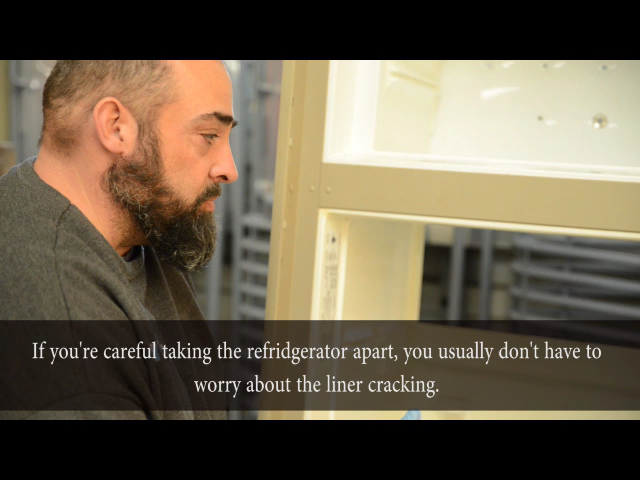 If you're careful taking the refridgerator apart, you usually don't have to
worry about the liner cracking.